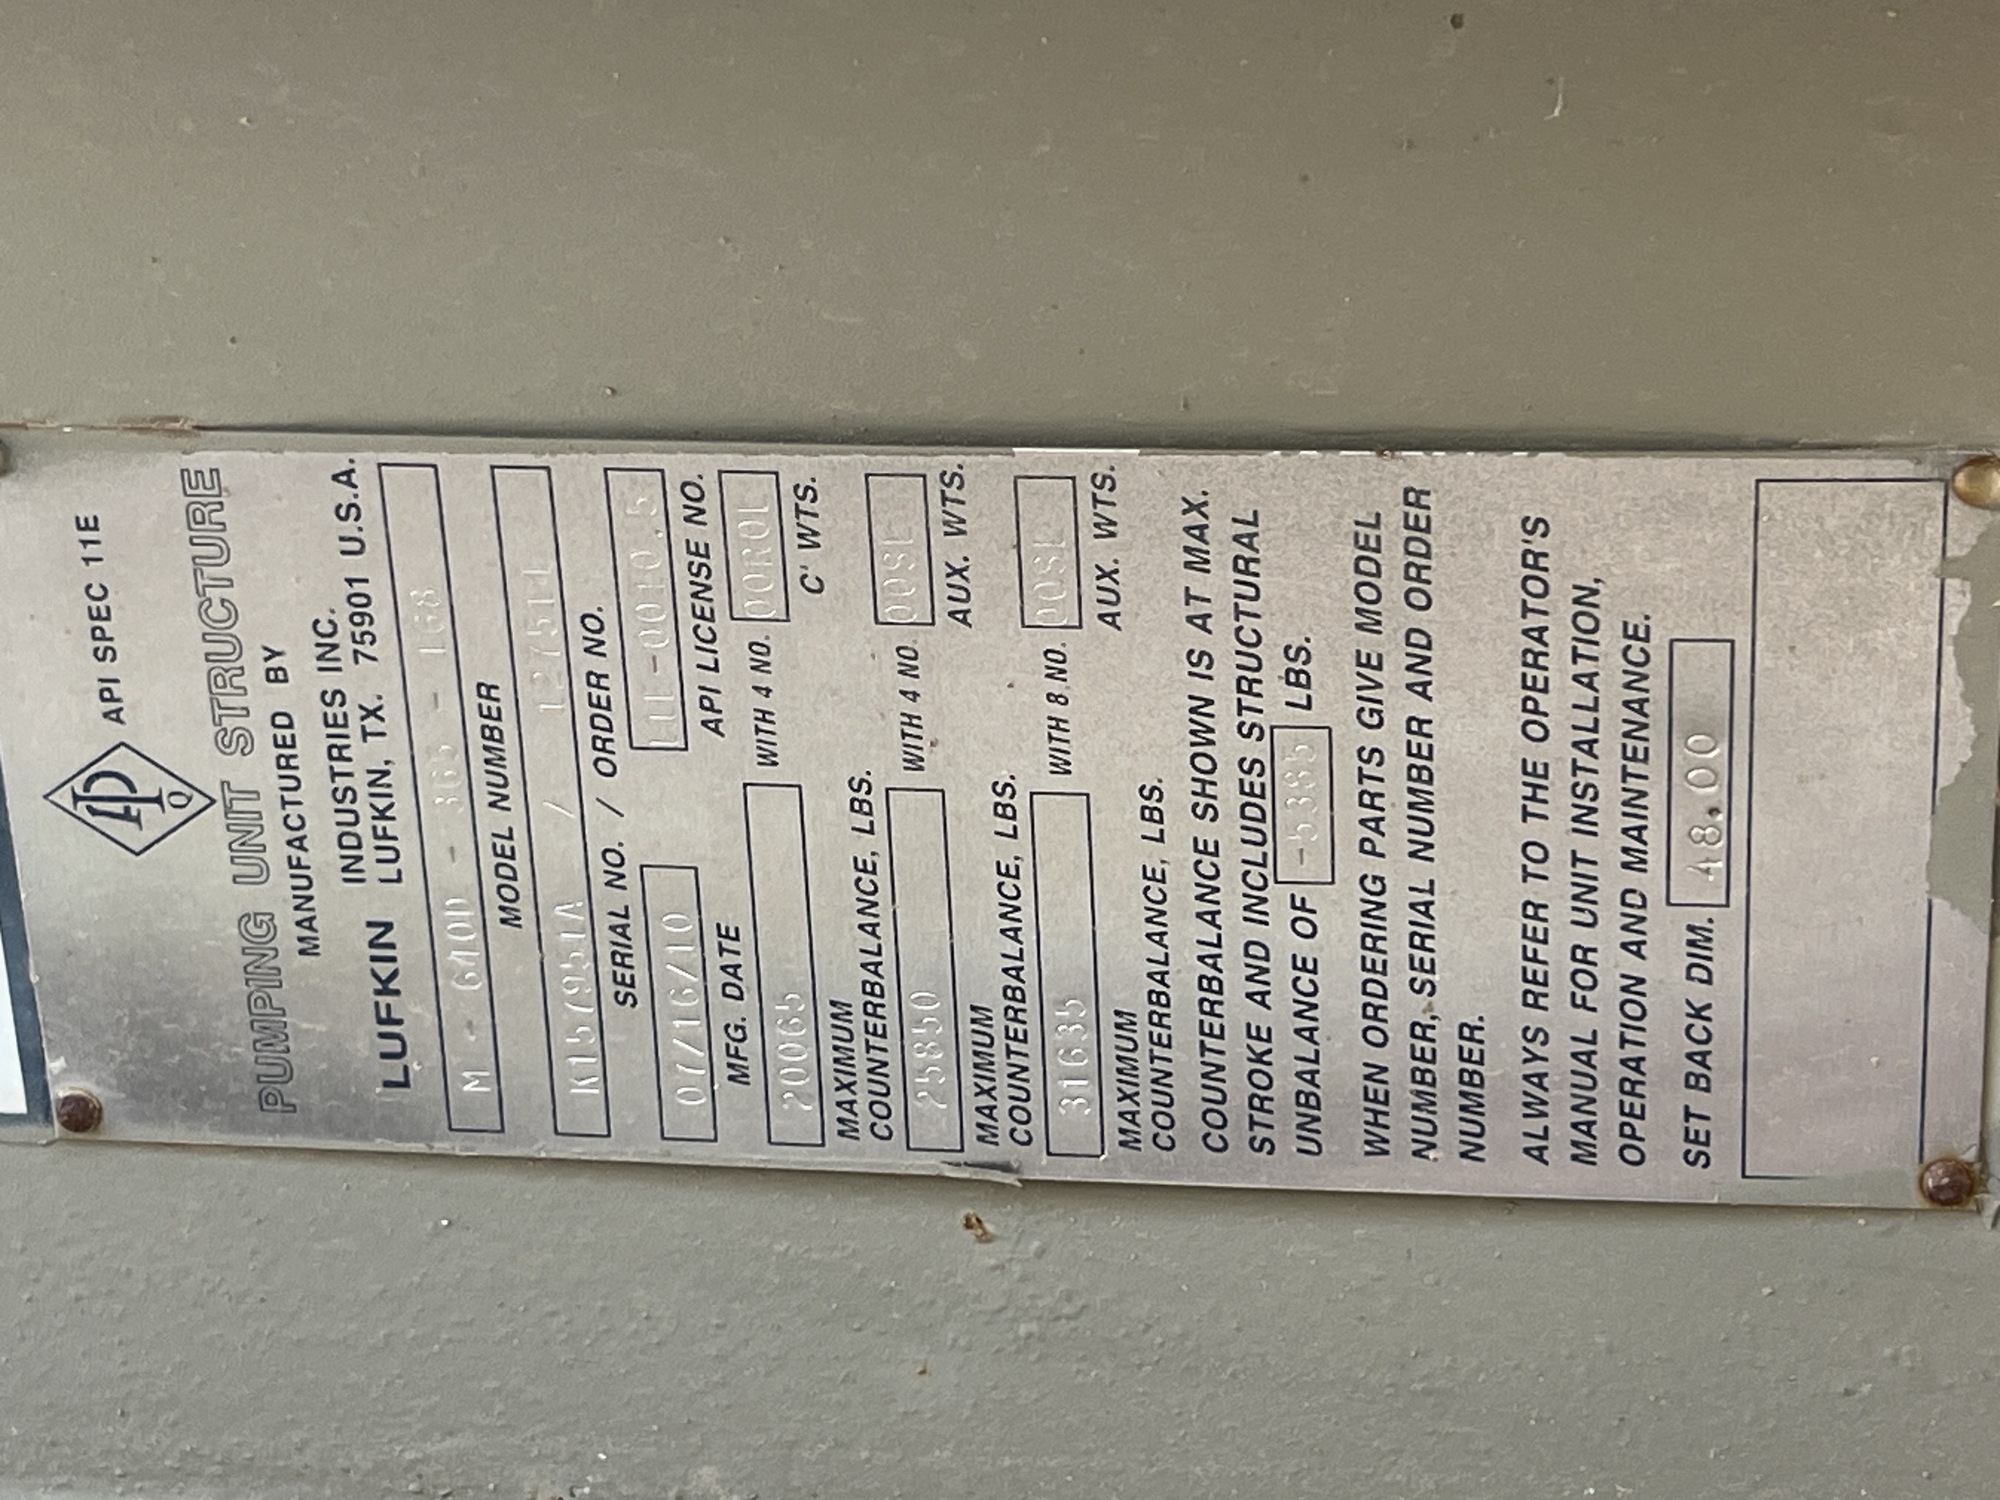 API SPEC 11E
PUMPING UNIT STRUCTURE
MANUFACTURED BY
LUFKIN INDUSTRIES INC.
LUFKIN, TX. 75901 U.S.A.
M - 640D - 365 - 168
MODEL NUMBER
K157951A / 127511
SERIAL NO. / ORDER NO.
07/16/10 11E-0010.5
MFG. DATE API LICENSE NO.
20065 WITH 4 NO. OOROL
MAXIMUM C' WTS.
COUNTERBALANCE, LBS.
25850 WITH 4 NO. OOSL
MAXIMUM AUX. WTS.
COUNTERBALANCE, LBS.
31635 WITH 8 NO. OOSL
MAXIMUM AUX. WTS.
COUNTERBALANCE, LBS.
COUNTERBALANCE SHOWN IS AT MAX.
STROKE AND INCLUDES STRUCTURAL
UNBALANCE OF -5385 LBS.
WHEN ORDERING PARTS GIVE MODEL
NUMBER, SERIAL NUMBER AND ORDER
NUMBER.
ALWAYS REFER TO THE OPERATOR'S
MANUAL FOR UNIT INSTALLATION,
OPERATION AND MAINTENANCE.
SET BACK DIM. 48.00